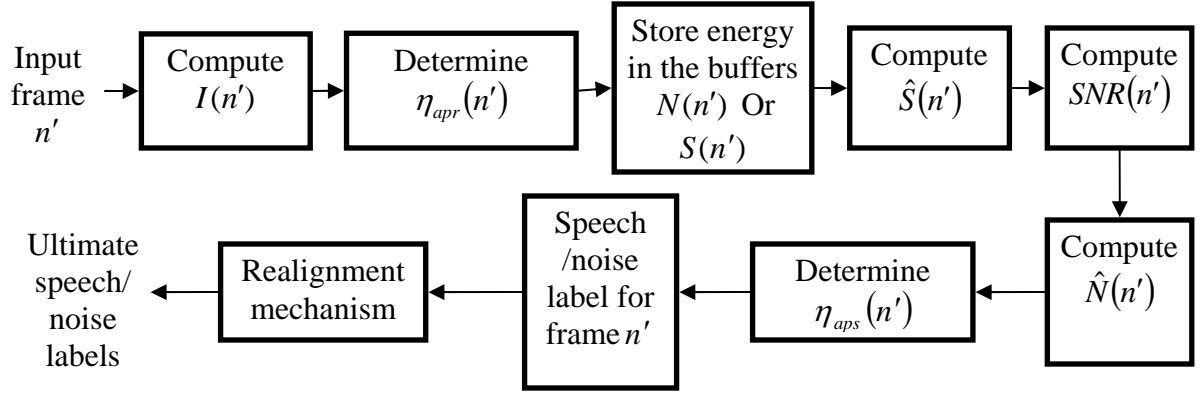 Input
frame
n′
Compute
I(n′)
Determine
η_apr(n′)
Store energy
in the buffers
N(n′) Or
S(n′)
Compute
Ŝ(n′)
Compute
SNR(n′)
Compute
N̂(n′)
Determine
η_aps(n′)
Speech
/noise
label for
frame n′
Realignment
mechanism
Ultimate
speech/
noise
labels